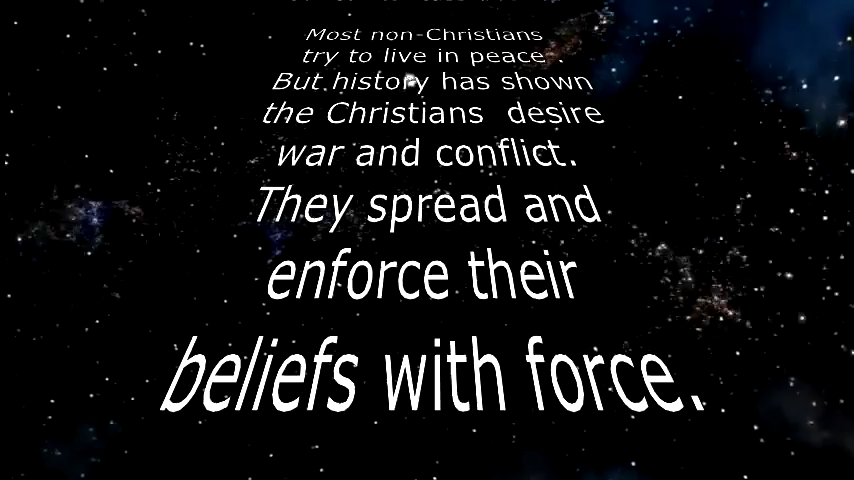 Most non-Christians
try to live in peace .
But history has shown
the Christians desire
war and conflict.
They spread and
enforce their
beliefs with force.